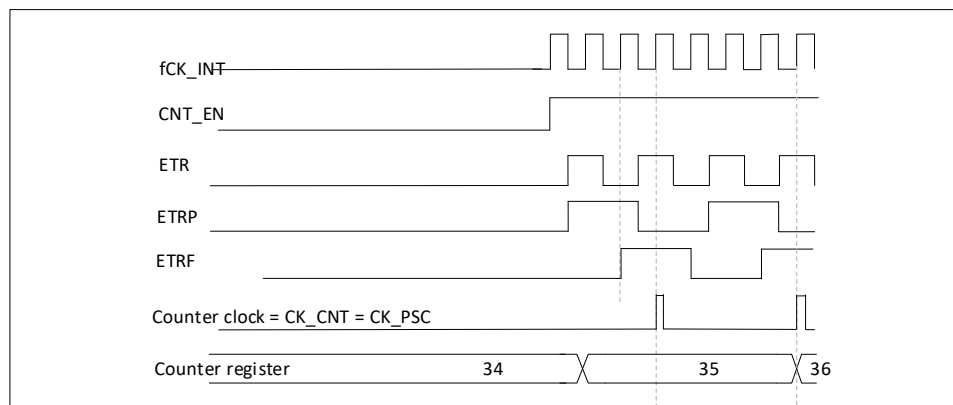 fCK_INT
CNT_EN
ETR
ETRP
ETRF
Counter clock = CK_CNT = CK_PSC
Counter register 34 35 36